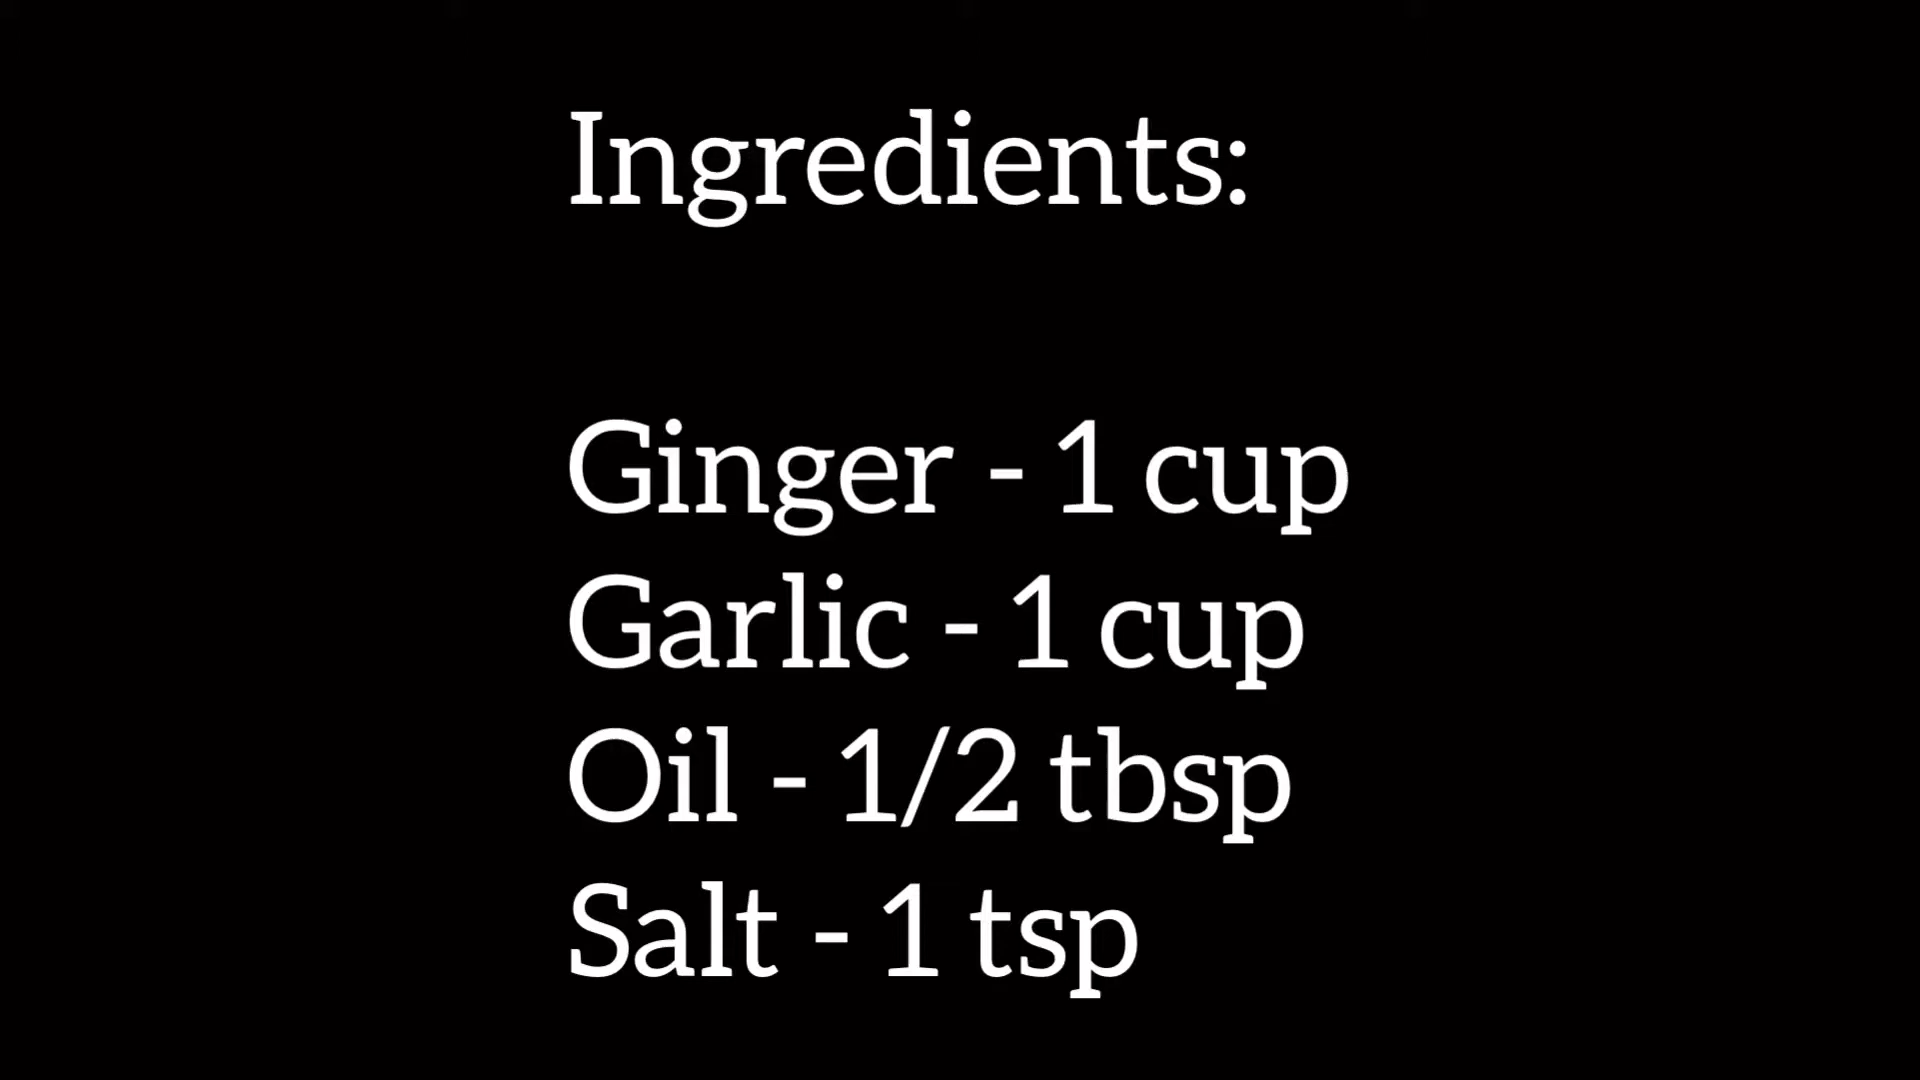 Ingredients:
Ginger - 1 cup
Garlic - 1 cup
Oil - 1/2 tbsp
Salt - 1 tsp